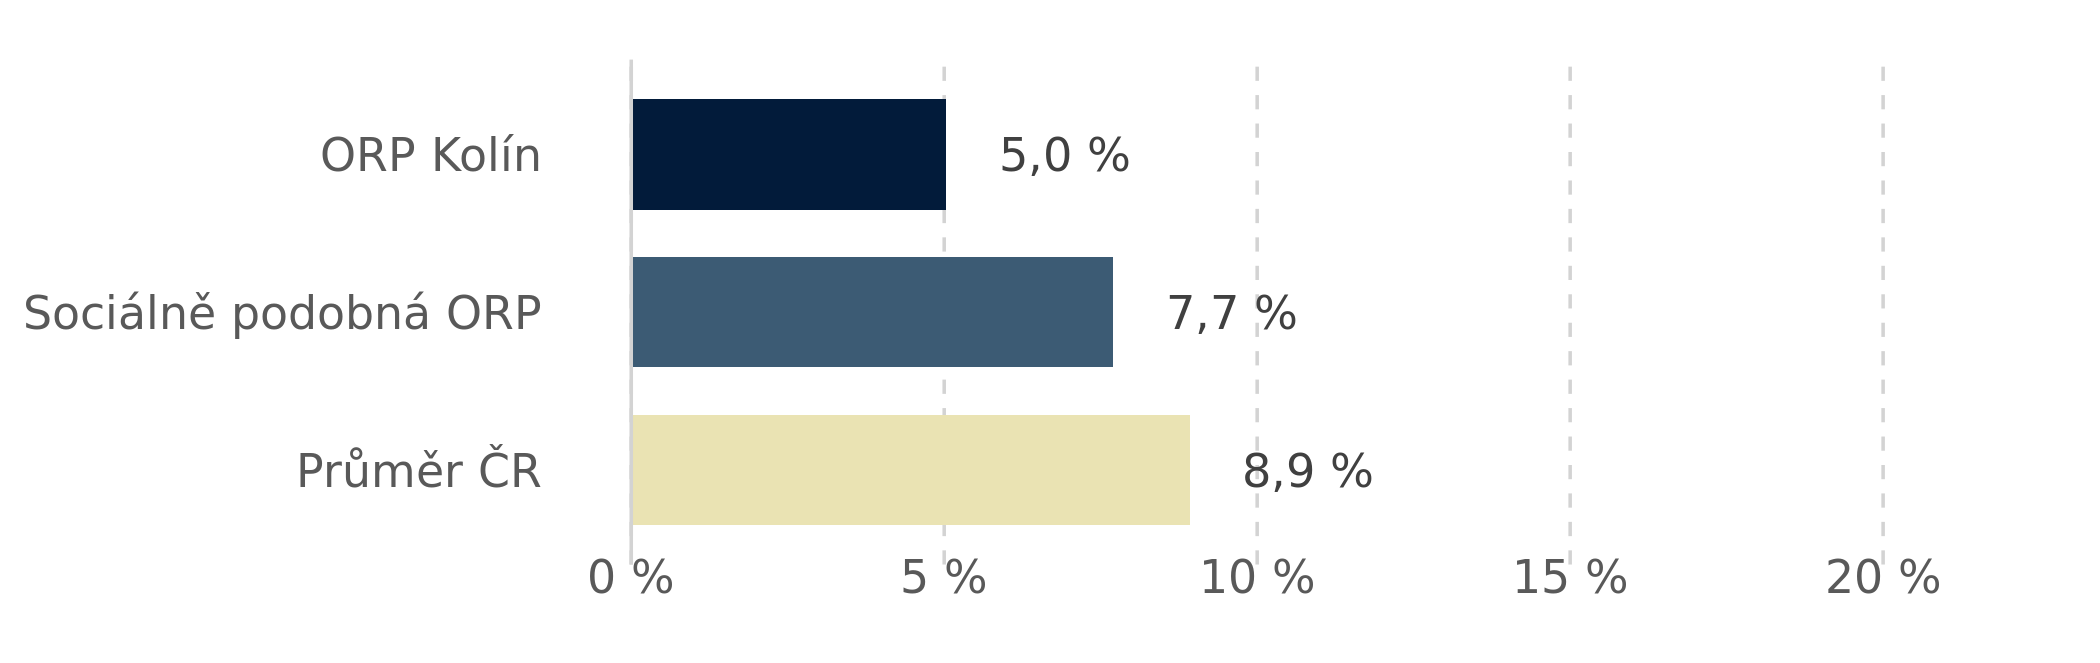 ORP Kolín
5,0 %
Sociálně podobná ORP
7,7 %
Průměr ČR
8,9 %
0 %
5 %
10 %
15 %
20 %